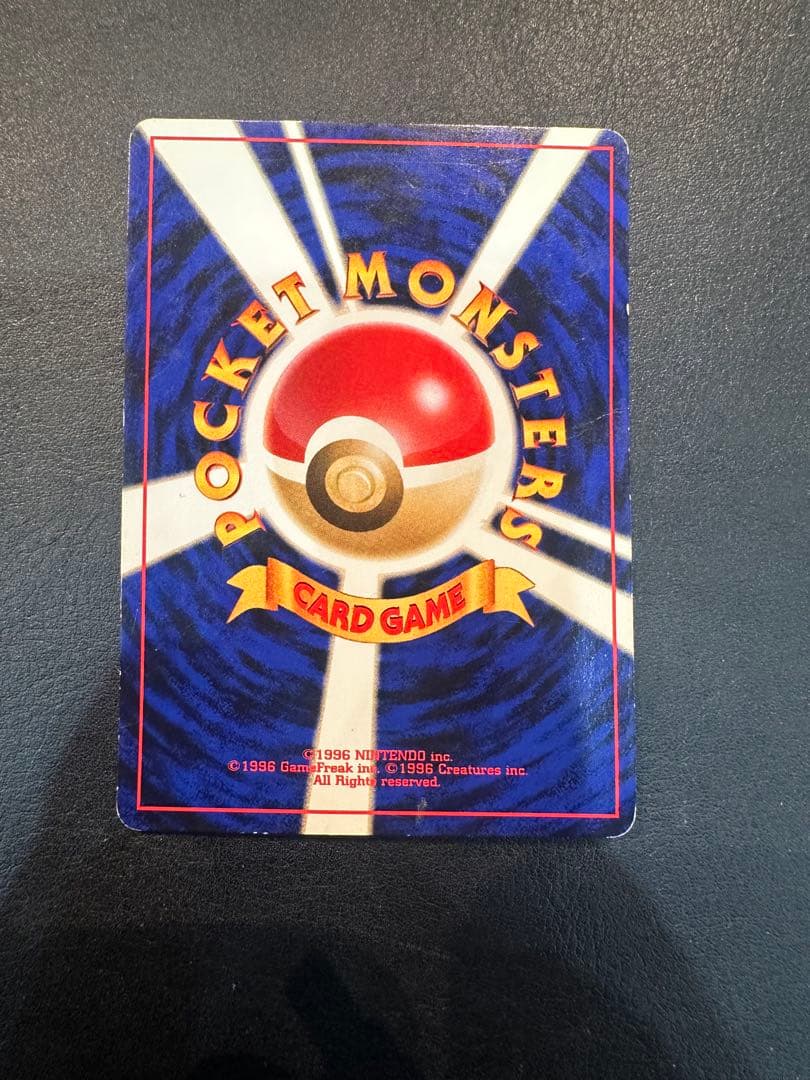 POCKET MONSTERS
CARD GAME
©1996 NINTENDO inc.
©1996 GameFreak inc. ©1996 Creatures inc.
All Rights reserved.